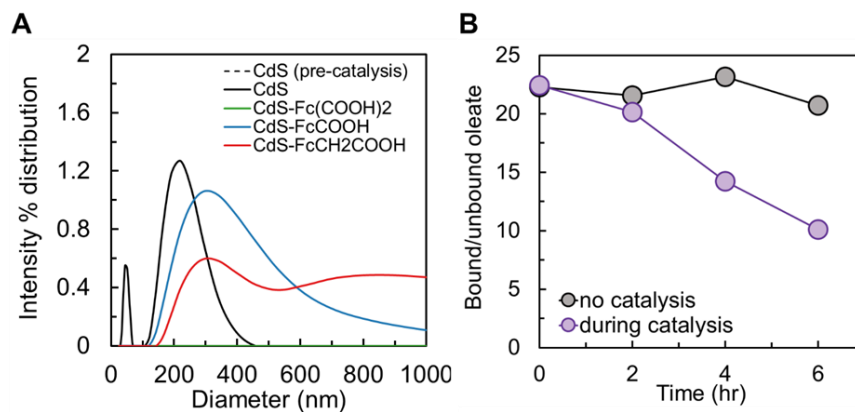 A
Intensity % distribution
2
1.6
1.2
0.8
0.4
0
0 200 400 600 800 1000
Diameter (nm)
CdS (pre-catalysis)
CdS
CdS-Fc(COOH)2
CdS-FcCOOH
CdS-FcCH2COOH
B
Bound/unbound oleate
25
20
15
10
5
0
0 2 4 6
Time (hr)
no catalysis
during catalysis